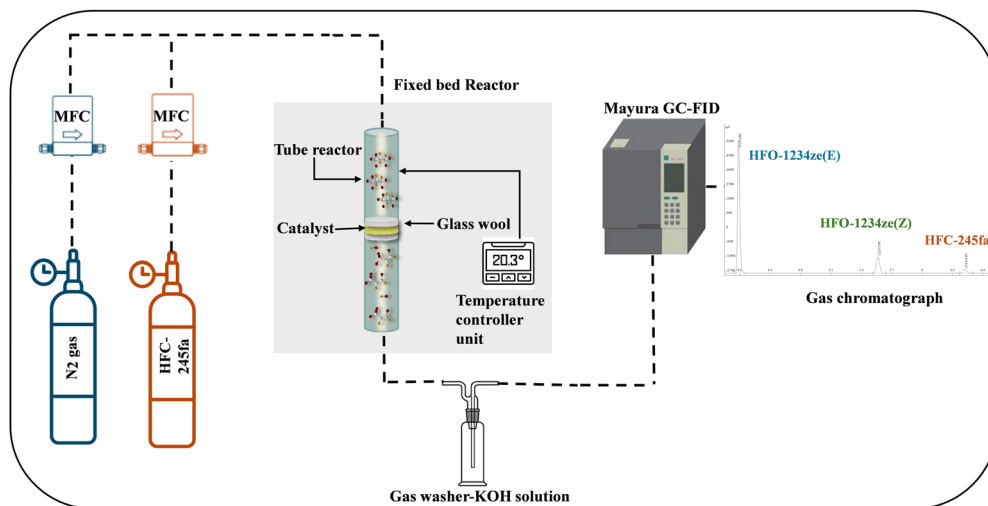 Fixed bed Reactor
MFC
MFC
Mayura GC-FID
Tube reactor
HFO-1234ze(E)
Catalyst
Glass wool
HFO-1234ze(Z)
HFC-245fa
20.3°
Temperature
controller
unit
Gas chromatograph
N2 gas
HFC-
245fa
Gas washer-KOH solution